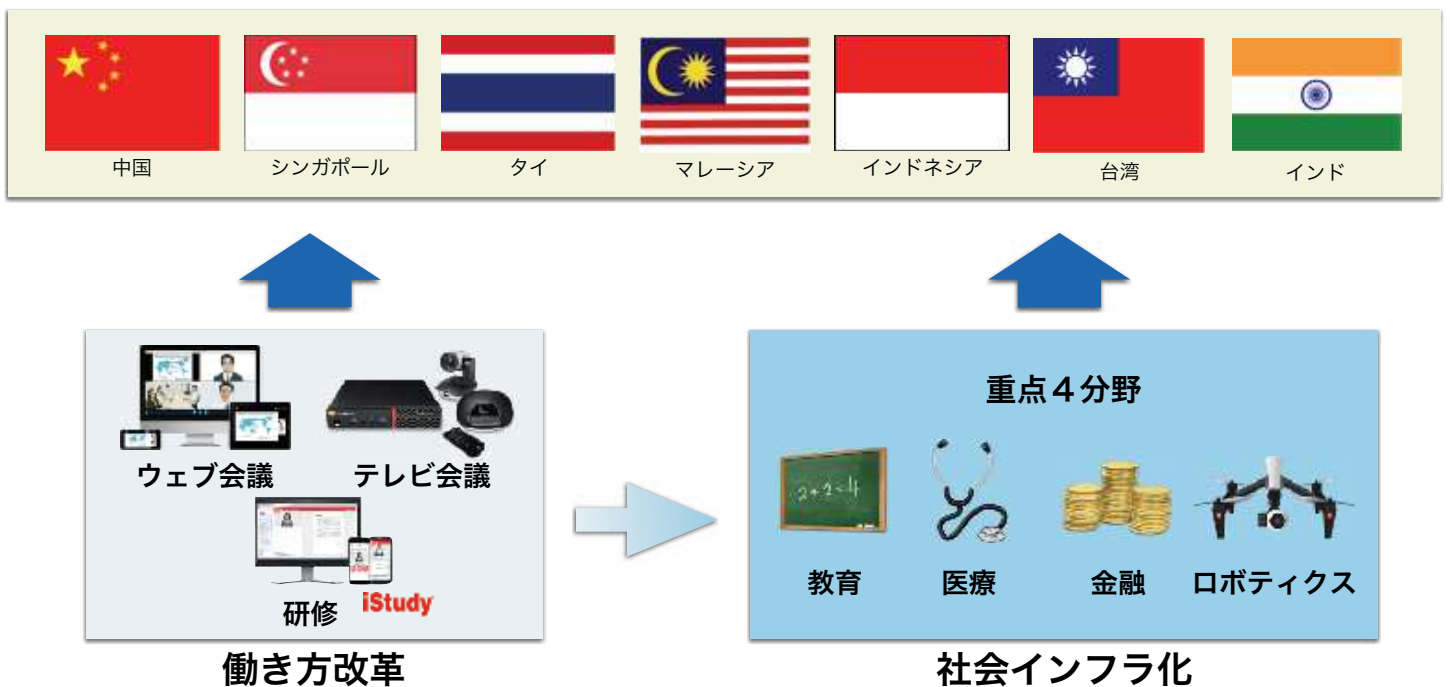 中国
シンガポール
タイ
マレーシア
インドネシア
台湾
インド
重点４分野
ウェブ会議
テレビ会議
2+2=4
研修
iStudy
教育
医療
金融
ロボティクス
働き方改革
社会インフラ化